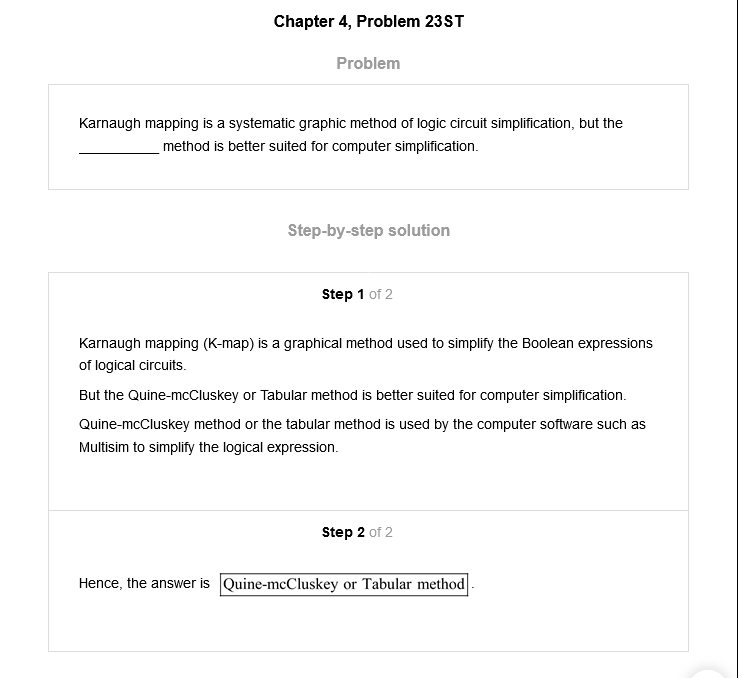 Chapter 4, Problem 23ST
Problem
Karnaugh mapping is a systematic graphic method of logic circuit simplification, but the
__________ method is better suited for computer simplification.
Step-by-step solution
Step 1 of 2
Karnaugh mapping (K-map) is a graphical method used to simplify the Boolean expressions
of logical circuits.
But the Quine-mcCluskey or Tabular method is better suited for computer simplification.
Quine-mcCluskey method or the tabular method is used by the computer software such as
Multisim to simplify the logical expression.
Step 2 of 2
Hence, the answer is Quine-mcCluskey or Tabular method.